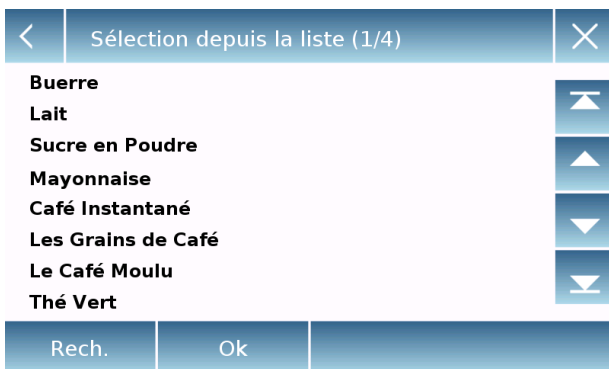 Sélection depuis la liste (1/4)
Buerre
Lait
Sucre en Poudre
Mayonnaise
Café Instantané
Les Grains de Café
Le Café Moulu
Thé Vert
Rech.
Ok